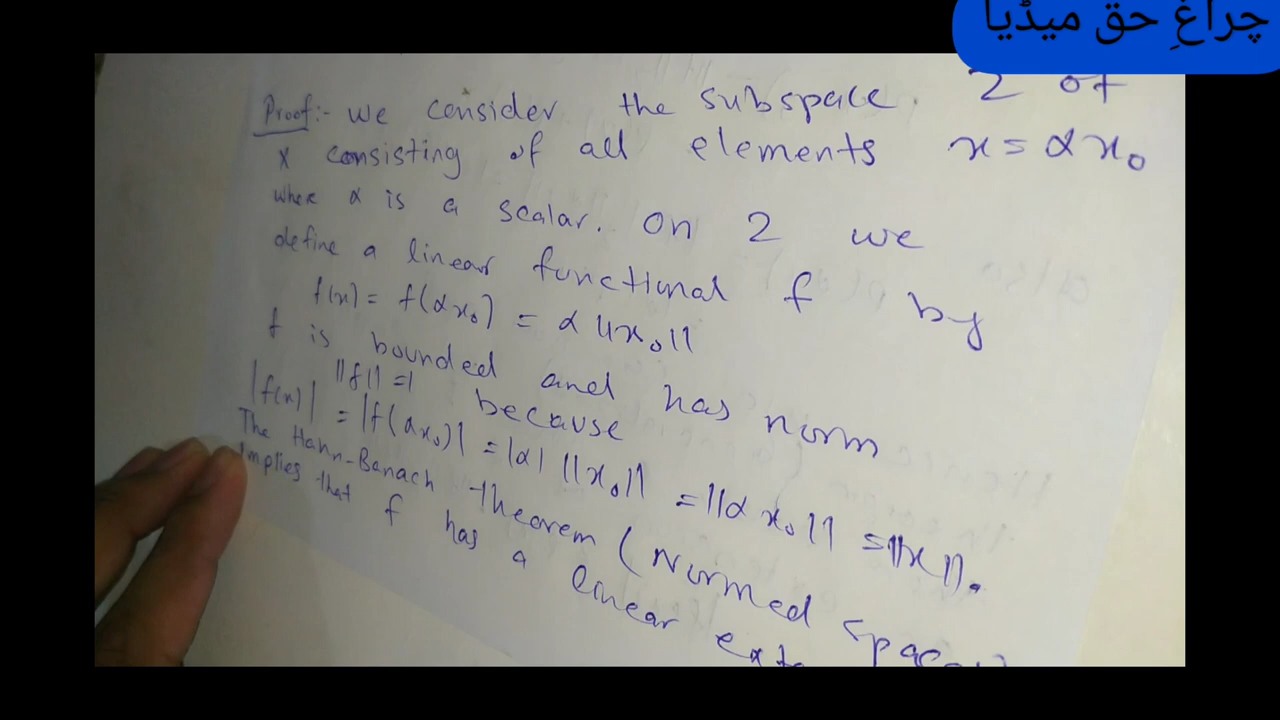 چراغِ حق میڈیا
Proof:- we consider the subspace Z of
X consisting of all elements x = αx₀
where α is a scalar. On Z we
define a linear functional f by
f(x) = f(αx₀) = α ||x₀||
f is bounded and has norm
||f|| = 1 because
|f(x)| = |f(αx₀)| = |α| ||x₀|| = ||αx₀|| = ||x||.
The Hahn-Banach theorem (Normed spaces)
implies that f has a linear